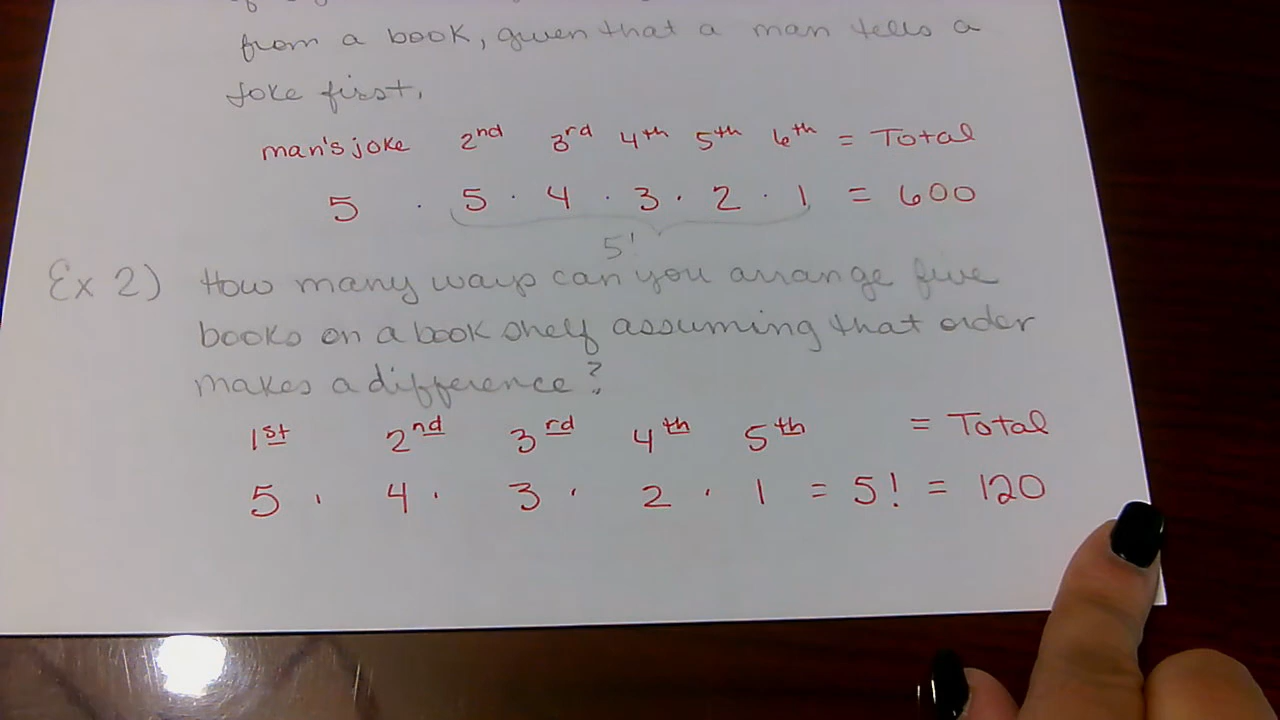 from a book, given that a man tells a
joke first.
man's joke 2nd 3rd 4th 5th 6th = Total
5 · 5 · 4 · 3 · 2 · 1 = 600
5!
Ex 2) How many ways can you arrange five
books on a book shelf assuming that order
makes a difference?
1st 2nd 3rd 4th 5th = Total
5 · 4 · 3 · 2 · 1 = 5! = 120